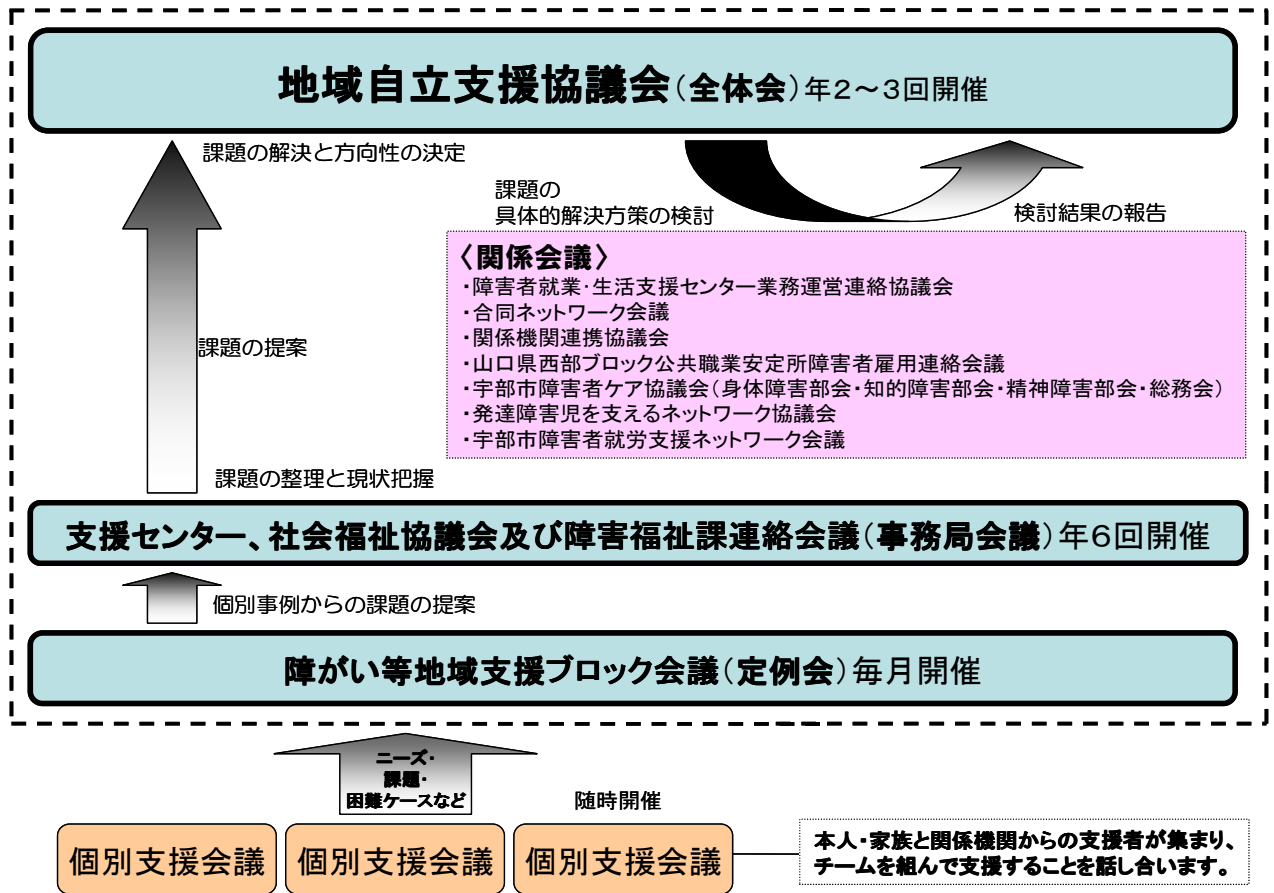 地域自立支援協議会(全体会)年2~3回開催
課題の解決と方向性の決定
課題の
具体的解決方策の検討
検討結果の報告
〈関係会議〉
・障害者就業・生活支援センター業務運営連絡協議会
・合同ネットワーク会議
・関係機関連携協議会
・山口県西部ブロック公共職業安定所障害者雇用連絡会議
・宇部市障害者ケア協議会(身体障害部会・知的障害部会・精神障害部会・総務会)
・発達障害児を支えるネットワーク協議会
・宇部市障害者就労支援ネットワーク会議
課題の提案
課題の整理と現状把握
支援センター、社会福祉協議会及び障害福祉課連絡会議(事務局会議)年6回開催
個別事例からの課題の提案
障がい等地域支援ブロック会議(定例会)毎月開催
ニーズ・
課題・
困難ケースなど
随時開催
個別支援会議
個別支援会議
個別支援会議
本人・家族と関係機関からの支援者が集まり、
チームを組んで支援することを話し合います。